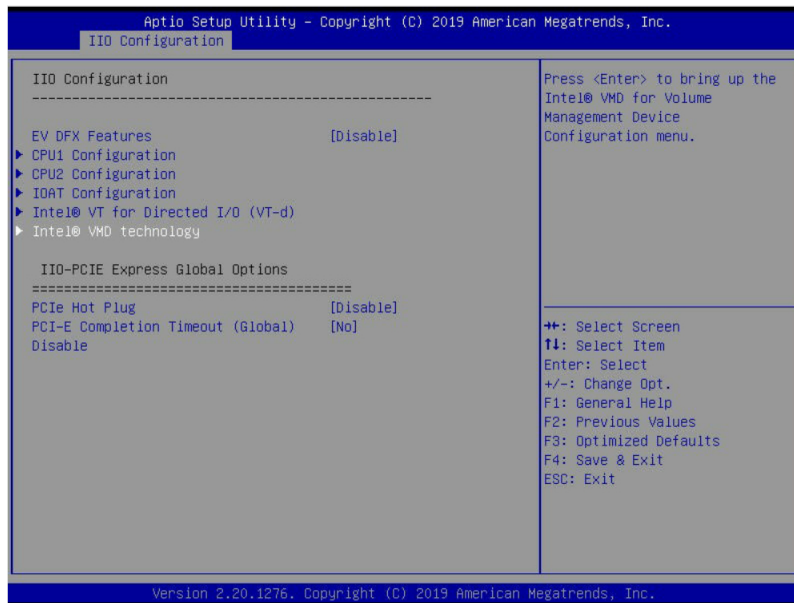 Aptio Setup Utility – Copyright (C) 2019 American Megatrends, Inc.
IIO Configuration
IIO Configuration
--------------------------------------------------
EV DFX Features [Disable]
CPU1 Configuration
CPU2 Configuration
IOAT Configuration
Intel® VT for Directed I/O (VT-d)
Intel® VMD technology
IIO-PCIE Express Global Options
========================================
PCIe Hot Plug [Disable]
PCI-E Completion Timeout (Global) [No]
Disable
Press <Enter> to bring up the
Intel® VMD for Volume
Management Device
Configuration menu.
→←: Select Screen
↑↓: Select Item
Enter: Select
+/-: Change Opt.
F1: General Help
F2: Previous Values
F3: Optimized Defaults
F4: Save & Exit
ESC: Exit
Version 2.20.1276. Copyright (C) 2019 American Megatrends, Inc.